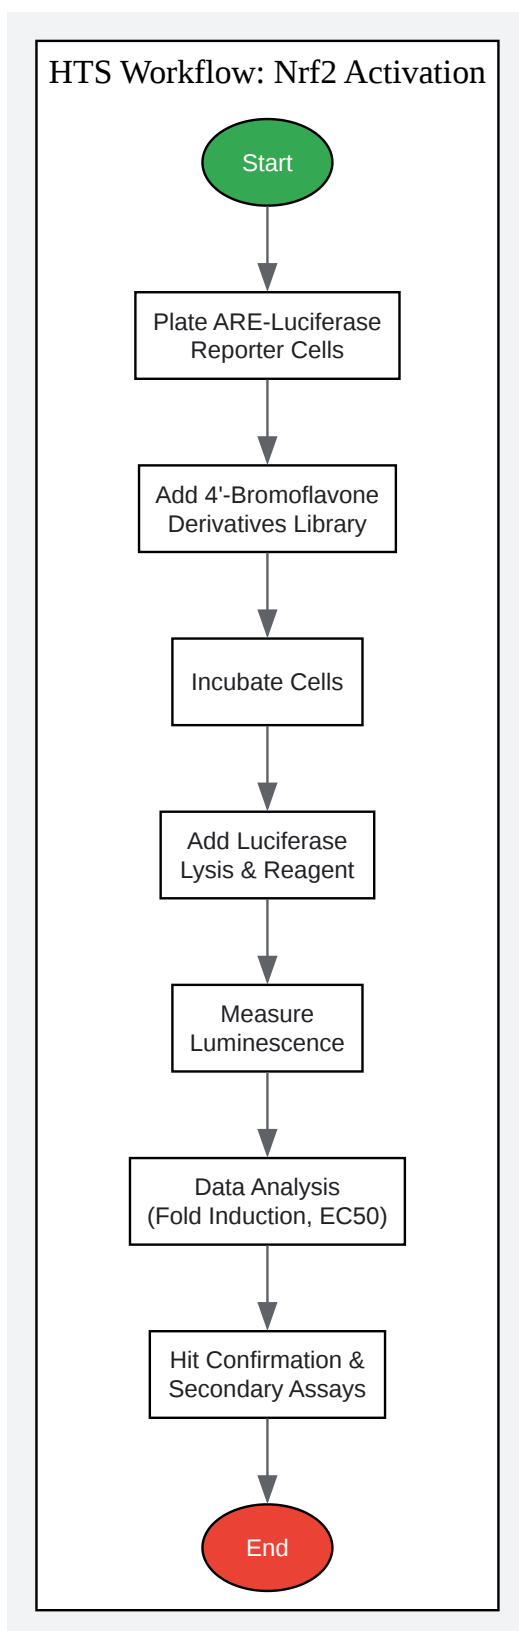 HTS Workflow: Nrf2 Activation
Start
Plate ARE-Luciferase
Reporter Cells
Add 4'-Bromoflavone
Derivatives Library
Incubate Cells
Add Luciferase
Lysis & Reagent
Measure
Luminescence
Data Analysis
(Fold Induction, EC50)
Hit Confirmation &
Secondary Assays
End